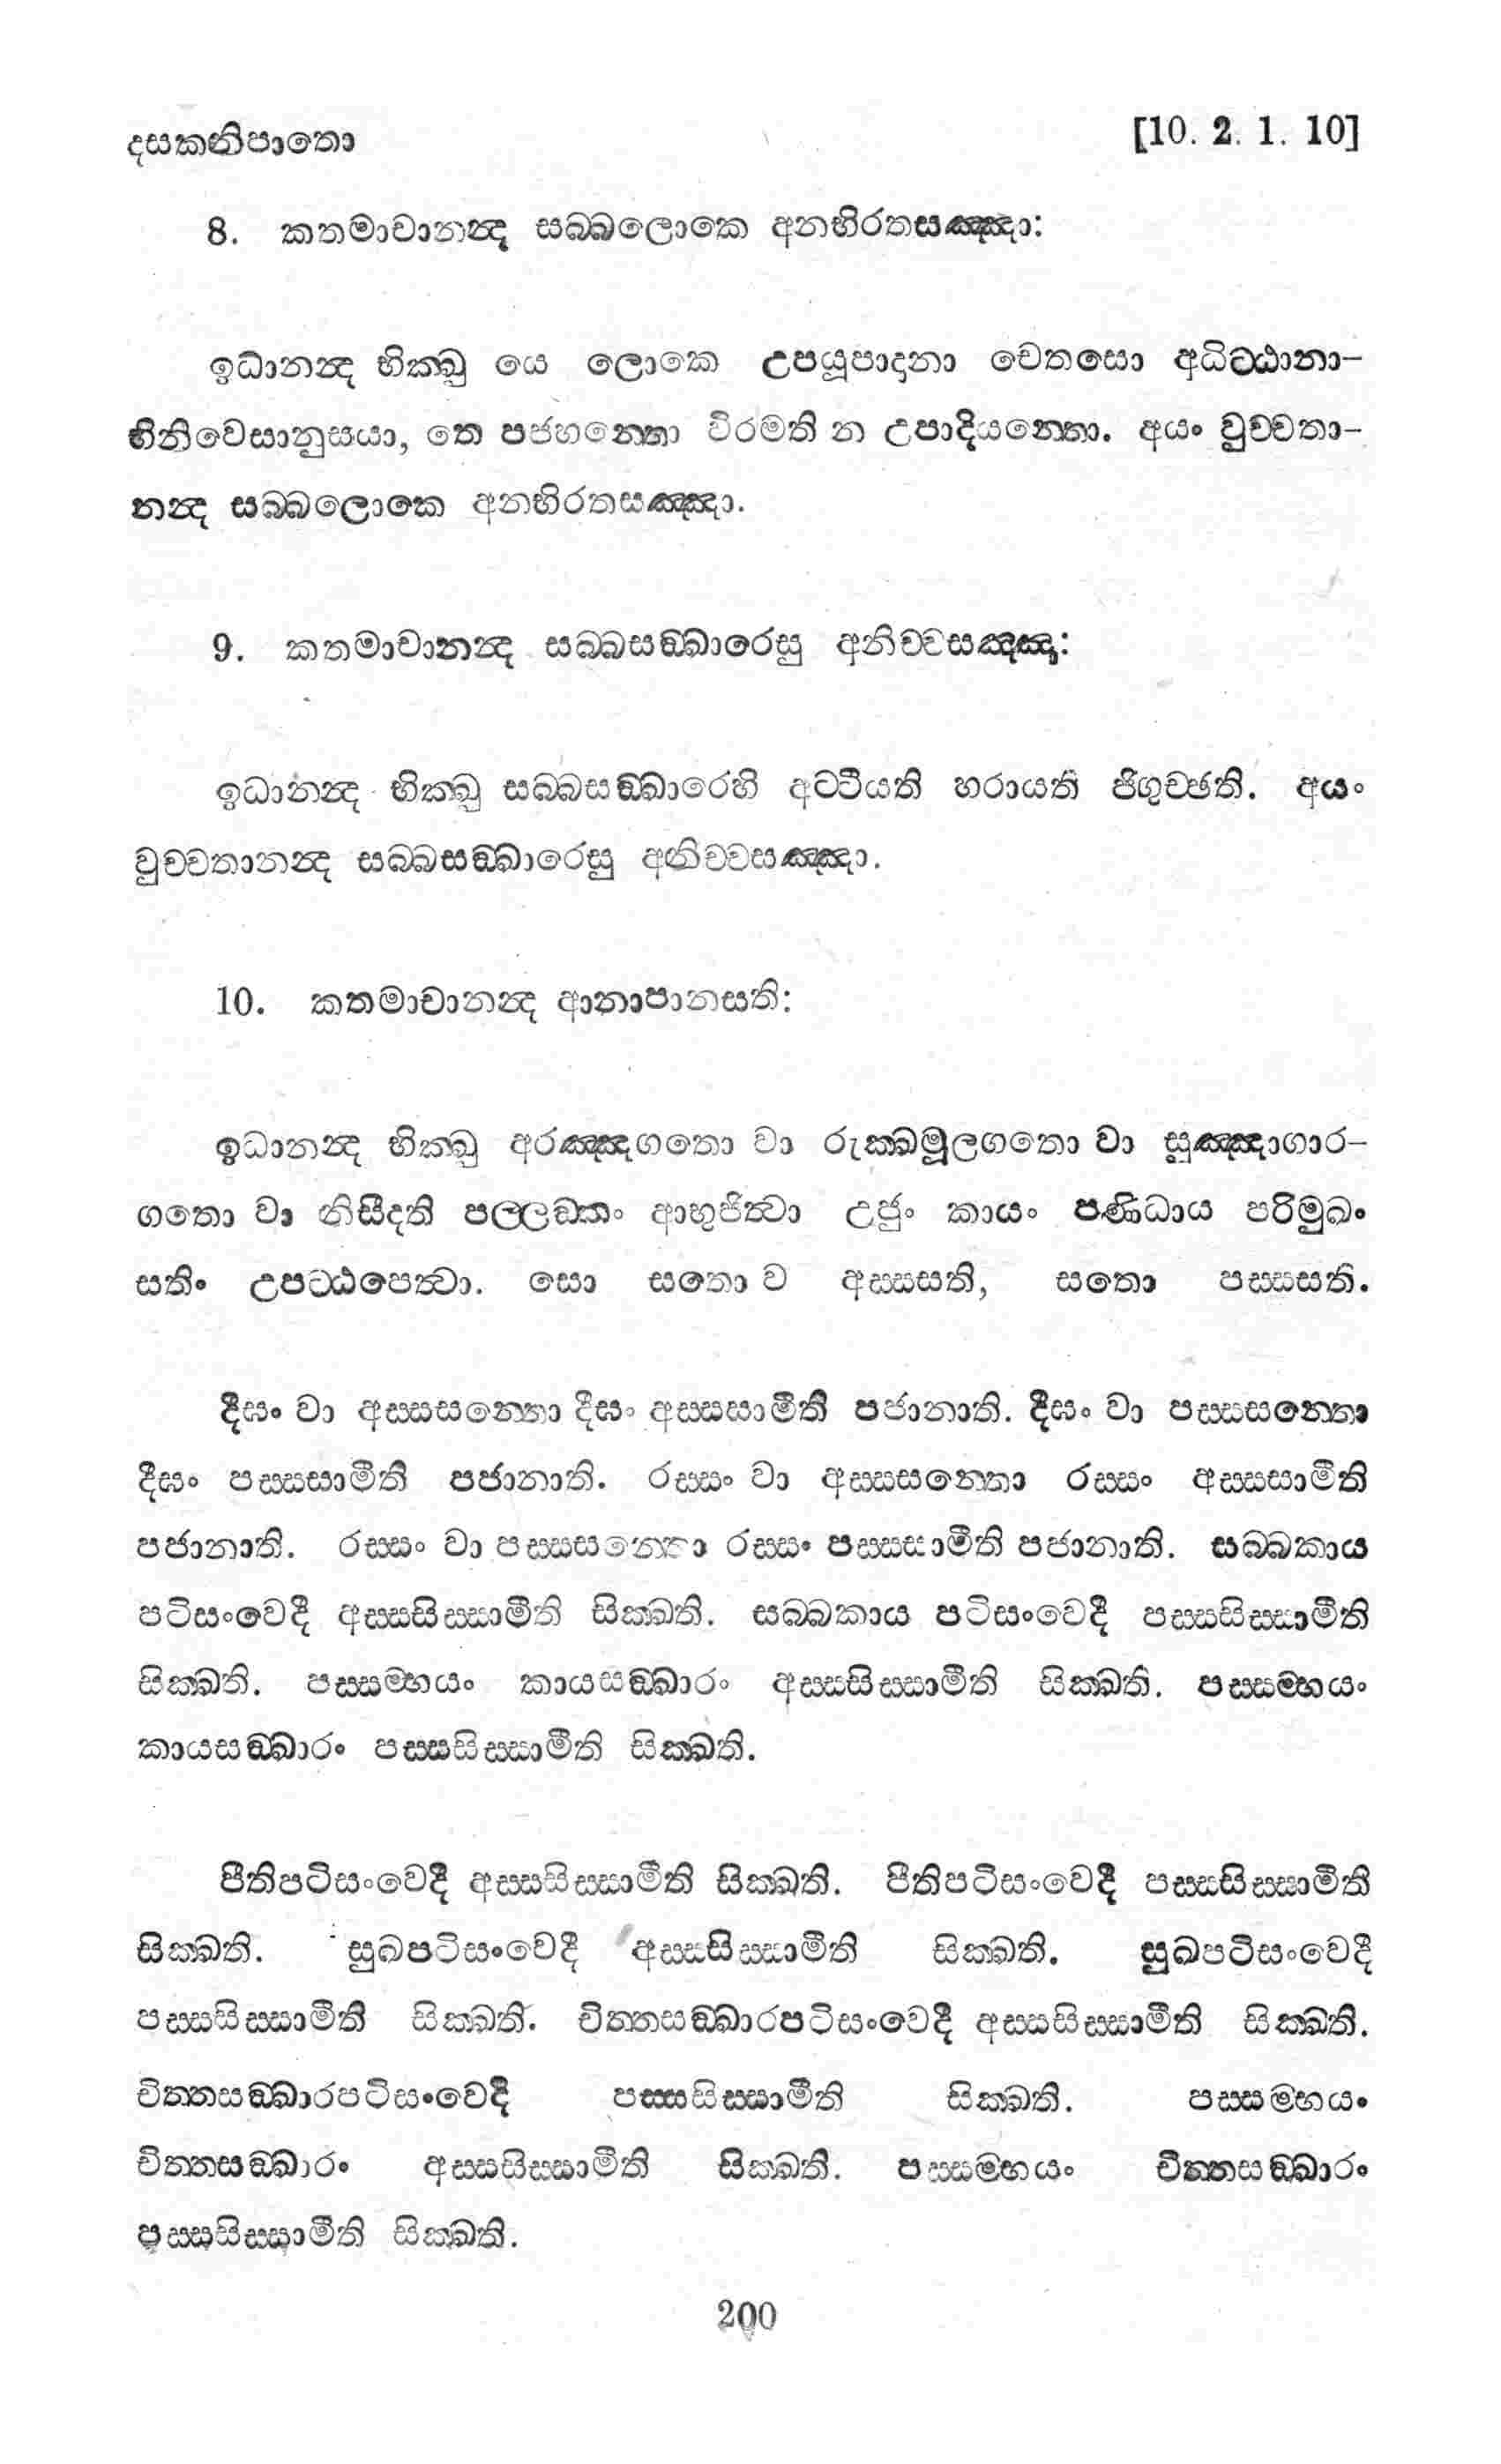 දසකනිපාතො [10. 2. 1. 10]
8. කතමාචානන්‍ද සබ්බලොකෙ අනභිරතසඤ්ඤා:
ඉධානන්‍ද භික්ඛු යෙ ලොකෙ උපයූපාදානා චෙතසො අධිට්ඨානා-
භිනිවෙසානුසයා, තෙ පජහන්තො විරමති න උපාදියන්තො. අයං වුච්චතා-
නන්‍ද සබ්බලොකෙ අනභිරතසඤ්ඤා.
9. කතමාචානන්‍ද සබ්බසඞ්ඛාරෙසු අනිච්චසඤ්ඤා:
ඉධානන්‍ද භික්ඛු සබ්බසඞ්ඛාරෙහි අට්ටීයති හරායති ජිගුච්ඡති. අයං
වුච්චතානන්‍ද සබ්බසඞ්ඛාරෙසු අනිච්චසඤ්ඤා.
10. කතමාචානන්‍ද ආනාපානසති:
ඉධානන්‍ද භික්ඛු අරඤ්ඤගතො වා රුක්ඛමූලගතො වා සුඤ්ඤාගාර-
ගතො වා නිසීදති පල්ලඞ්කං ආභුජිත්‍වා උජුං කායං පණිධාය පරිමුඛං
සතිං උපට්ඨපෙත්‍වා. සො සතො ව අස්සසති, සතො පස්සසති.
දීඝං වා අස්සසන්තො දීඝං අස්සසාමීති පජානාති. දීඝං වා පස්සසන්තො
දීඝං පස්සසාමීති පජානාති. රස්සං වා අස්සසන්තො රස්සං අස්සසාමීති
පජානාති. රස්සං වා පස්සසන්තො රස්සං පස්සසාමීති පජානාති. සබ්බකාය
පටිසංවෙදී අස්සසිස්සාමීති සික්ඛති. සබ්බකාය පටිසංවෙදී පස්සසිස්සාමීති
සික්ඛති. පස්සම්භයං කායසඞ්ඛාරං අස්සසිස්සාමීති සික්ඛති. පස්සම්භයං
කායසඞ්ඛාරං පස්සසිස්සාමීති සික්ඛති.
පීතිපටිසංවෙදී අස්සසිස්සාමීති සික්ඛති. පීතිපටිසංවෙදී පස්සසිස්සාමීති
සික්ඛති. සුඛපටිසංවෙදී අස්සසිස්සාමීති සික්ඛති. සුඛපටිසංවෙදී
පස්සසිස්සාමීති සික්ඛති. චිත්තසඞ්ඛාරපටිසංවෙදී අස්සසිස්සාමීති සික්ඛති.
චිත්තසඞ්ඛාරපටිසංවෙදී පස්සසිස්සාමීති සික්ඛති. පස්සම්භයං
චිත්තසඞ්ඛාරං අස්සසිස්සාමීති සික්ඛති. පස්සම්භයං චිත්තසඞ්ඛාරං
පස්සසිස්සාමීති සික්ඛති.
200